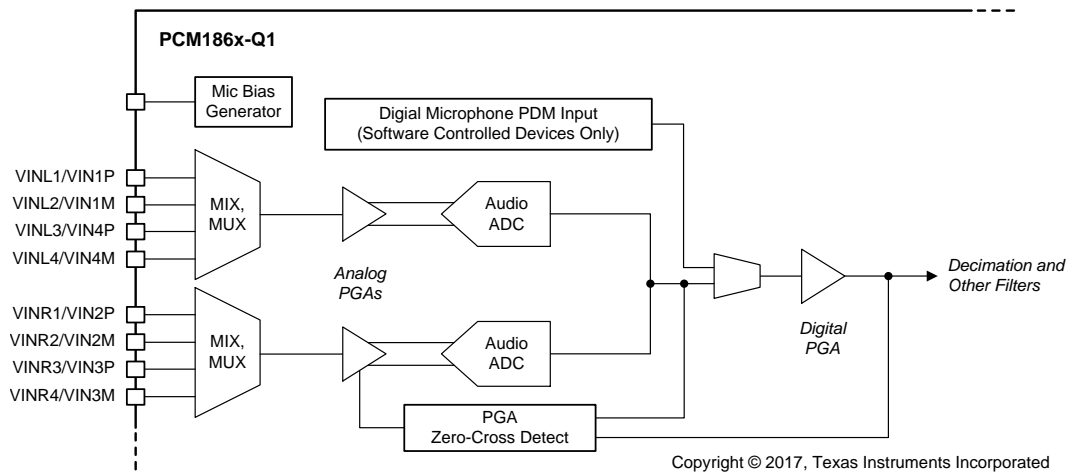 PCM186x-Q1
Mic Bias
Generator
Digial Microphone PDM Input
(Software Controlled Devices Only)
VINL1/VIN1P
VINL2/VIN1M
VINL3/VIN4P
VINL4/VIN4M
MIX,
MUX
Audio
ADC
Analog
PGAs
Decimation and
Other Filters
Digital
PGA
VINR1/VIN2P
VINR2/VIN2M
VINR3/VIN3P
VINR4/VIN3M
MIX,
MUX
Audio
ADC
PGA
Zero-Cross Detect
Copyright © 2017, Texas Instruments Incorporated